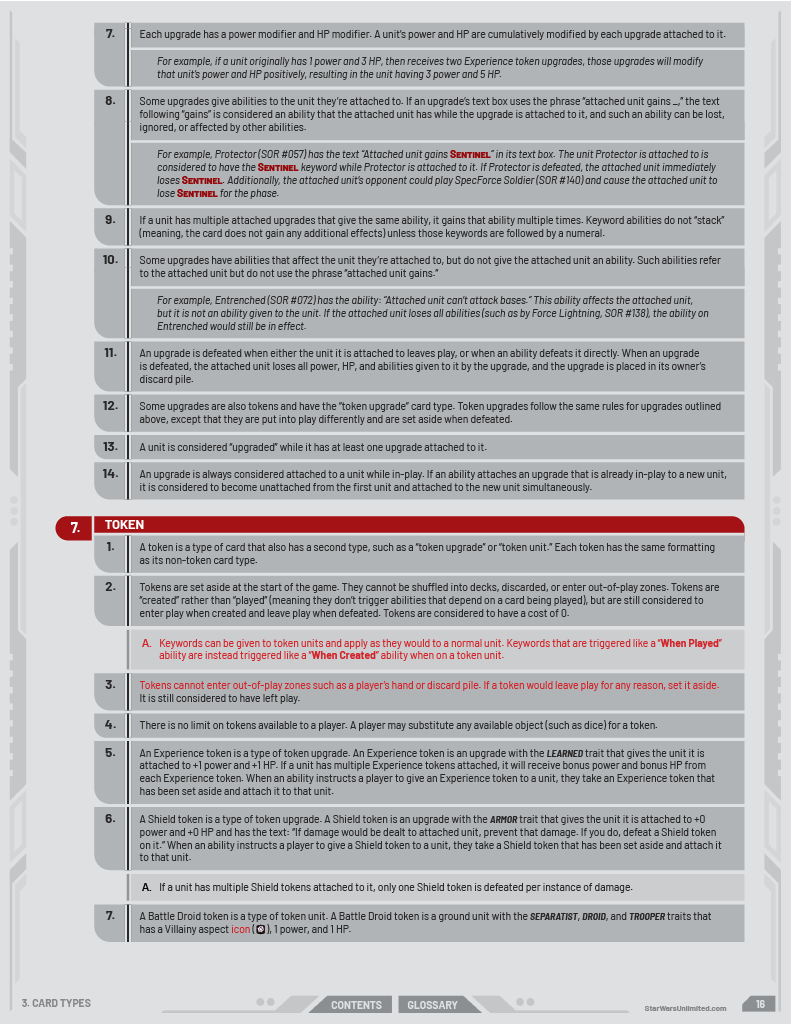 7. Each upgrade has a power modifier and HP modifier. A unit's power and HP are cumulatively modified by each upgrade attached to it.
For example, if a unit originally has 1 power and 3 HP, then receives two Experience token upgrades, those upgrades will modify
that unit's power and HP positively, resulting in the unit having 3 power and 5 HP.
8. Some upgrades give abilities to the unit they're attached to. If an upgrade's text box uses the phrase "attached unit gains _," the text
following "gains" is considered an ability that the attached unit has while the upgrade is attached to it, and such an ability can be lost,
ignored, or affected by other abilities.
For example, Protector (SOR #057) has the text "Attached unit gains SENTINEL" in its text box. The unit Protector is attached to is
considered to have the SENTINEL keyword while Protector is attached to it. If Protector is defeated, the attached unit immediately
loses SENTINEL. Additionally, the attached unit's opponent could play SpecForce Soldier (SOR #140) and cause the attached unit to
lose SENTINEL for the phase.
9. If a unit has multiple attached upgrades that give the same ability, it gains that ability multiple times. Keyword abilities do not "stack"
(meaning, the card does not gain any additional effects) unless those keywords are followed by a numeral.
10. Some upgrades have abilities that affect the unit they're attached to, but do not give the attached unit an ability. Such abilities refer
to the attached unit but do not use the phrase "attached unit gains."
For example, Entrenched (SOR #072) has the ability: "Attached unit can't attack bases." This ability affects the attached unit,
but it is not an ability given to the unit. If the attached unit loses all abilities (such as by Force Lightning, SOR #138), the ability on
Entrenched would still be in effect.
11. An upgrade is defeated when either the unit it is attached to leaves play, or when an ability defeats it directly. When an upgrade
is defeated, the attached unit loses all power, HP, and abilities given to it by the upgrade, and the upgrade is placed in its owner's
discard pile.
12. Some upgrades are also tokens and have the "token upgrade" card type. Token upgrades follow the same rules for upgrades outlined
above, except that they are put into play differently and are set aside when defeated.
13. A unit is considered "upgraded" while it has at least one upgrade attached to it.
14. An upgrade is always considered attached to a unit while in-play. If an ability attaches an upgrade that is already in-play to a new unit,
it is considered to become unattached from the first unit and attached to the new unit simultaneously.
7. TOKEN
1. A token is a type of card that also has a second type, such as a "token upgrade" or "token unit." Each token has the same formatting
as its non-token card type.
2. Tokens are set aside at the start of the game. They cannot be shuffled into decks, discarded, or enter out-of-play zones. Tokens are
"created" rather than "played" (meaning they don't trigger abilities that depend on a card being played), but are still considered to
enter play when created and leave play when defeated. Tokens are considered to have a cost of 0.
A. Keywords can be given to token units and apply as they would to a normal unit. Keywords that are triggered like a "When Played"
ability are instead triggered like a "When Created" ability when on a token unit.
3. Tokens cannot enter out-of-play zones such as a player's hand or discard pile. If a token would leave play for any reason, set it aside.
It is still considered to have left play.
4. There is no limit on tokens available to a player. A player may substitute any available object (such as dice) for a token.
5. An Experience token is a type of token upgrade. An Experience token is an upgrade with the LEARNED trait that gives the unit it is
attached to +1 power and +1 HP. If a unit has multiple Experience tokens attached, it will receive bonus power and bonus HP from
each Experience token. When an ability instructs a player to give an Experience token to a unit, they take an Experience token that
has been set aside and attach it to that unit.
6. A Shield token is a type of token upgrade. A Shield token is an upgrade with the ARMOR trait that gives the unit it is attached to +0
power and +0 HP and has the text: "If damage would be dealt to attached unit, prevent that damage. If you do, defeat a Shield token
on it." When an ability instructs a player to give a Shield token to a unit, they take a Shield token that has been set aside and attach it
to that unit.
A. If a unit has multiple Shield tokens attached to it, only one Shield token is defeated per instance of damage.
7. A Battle Droid token is a type of token unit. A Battle Droid token is a ground unit with the SEPARATIST, DROID, and TROOPER traits that
has a Villainy aspect icon ( ), 1 power, and 1 HP.
3. CARD TYPES
CONTENTS
GLOSSARY
StarWarsUnlimited.com
16